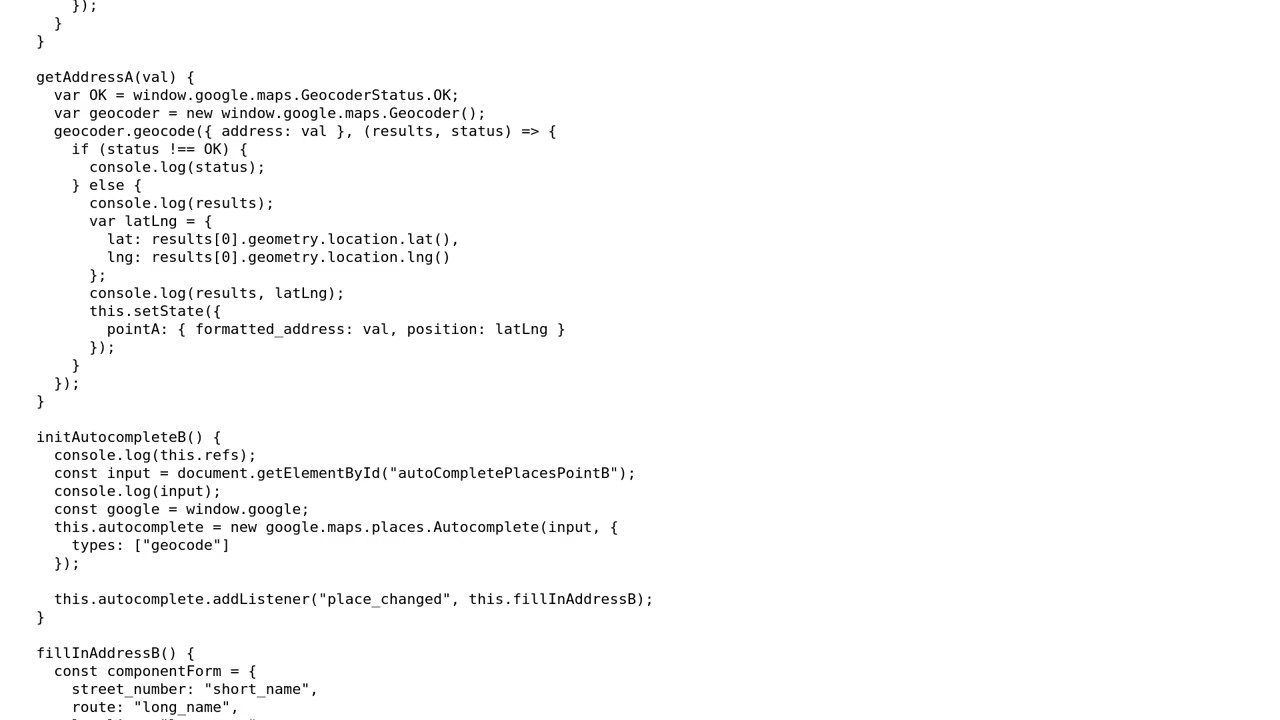 });
    }
  }

  getAddressA(val) {
    var OK = window.google.maps.GeocoderStatus.OK;
    var geocoder = new window.google.maps.Geocoder();
    geocoder.geocode({ address: val }, (results, status) => {
      if (status !== OK) {
        console.log(status);
      } else {
        console.log(results);
        var latLng = {
          lat: results[0].geometry.location.lat(),
          lng: results[0].geometry.location.lng()
        };
        console.log(results, latLng);
        this.setState({
          pointA: { formatted_address: val, position: latLng }
        });
      }
    });
  }

  initAutocompleteB() {
    console.log(this.refs);
    const input = document.getElementById("autoCompletePlacesPointB");
    console.log(input);
    const google = window.google;
    this.autocomplete = new google.maps.places.Autocomplete(input, {
      types: ["geocode"]
    });

    this.autocomplete.addListener("place_changed", this.fillInAddressB);
  }

  fillInAddressB() {
    const componentForm = {
      street_number: "short_name",
      route: "long_name",